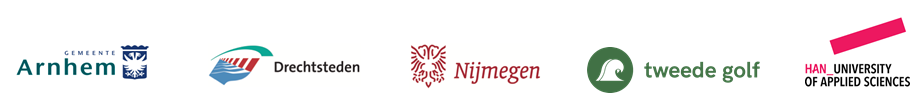 GEMEENTE
Arnhem
Drechtsteden
Nijmegen
tweede golf
HAN_UNIVERSITY
OF APPLIED SCIENCES